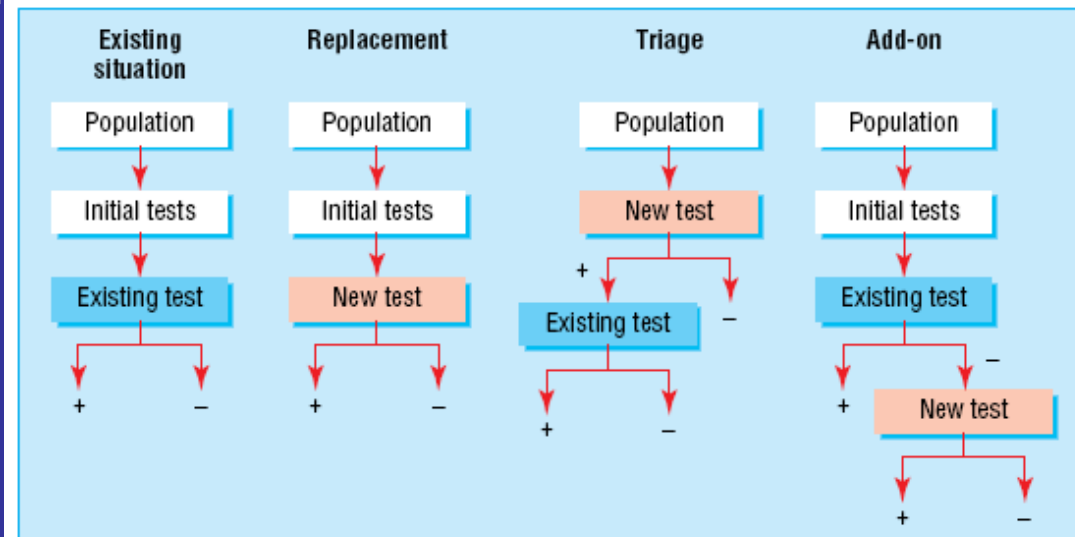 Existing
situation
Population
Initial tests
Existing test
+ –
Replacement
Population
Initial tests
New test
+ –
Triage
Population
New test
+
–
Existing test
+ –
Add-on
Population
Initial tests
Existing test
–
+
New test
+ –